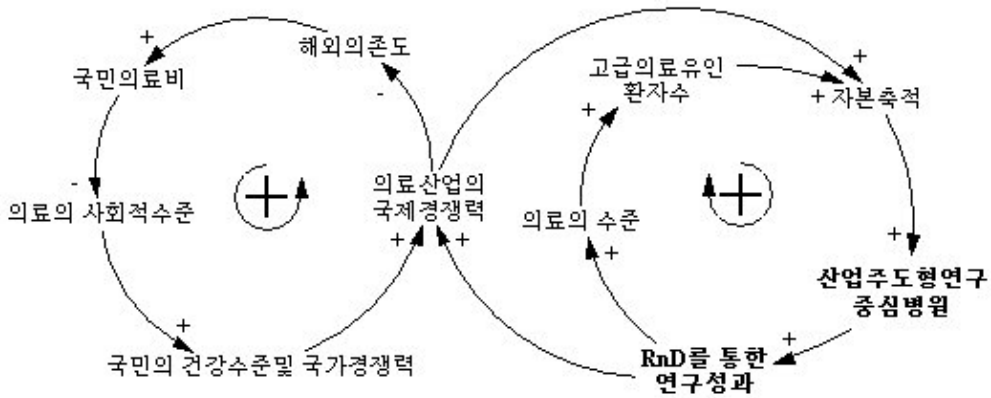 해외의존도
+
국민의료비
-
-
의료의 사회적수준
+
국민의 건강수준및 국가경쟁력
+
의료산업의
국제경쟁력
+
+
고급의료유인
환자수
+
+
+ 자본축적
의료의 수준
+
+
산업주도형연구
중심병원
+
RnD를 통한
연구성과
+